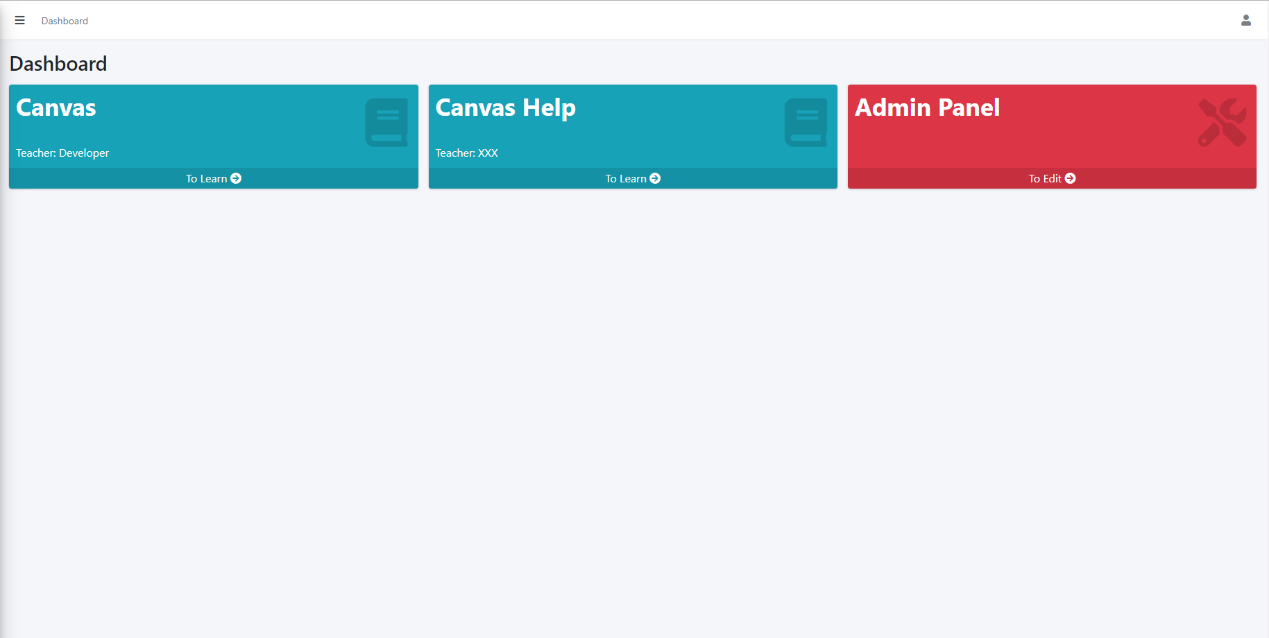 Dashboard
Dashboard
Canvas
Teacher: Developer
To Learn
Canvas Help
Teacher: XXX
To Learn
Admin Panel
To Edit